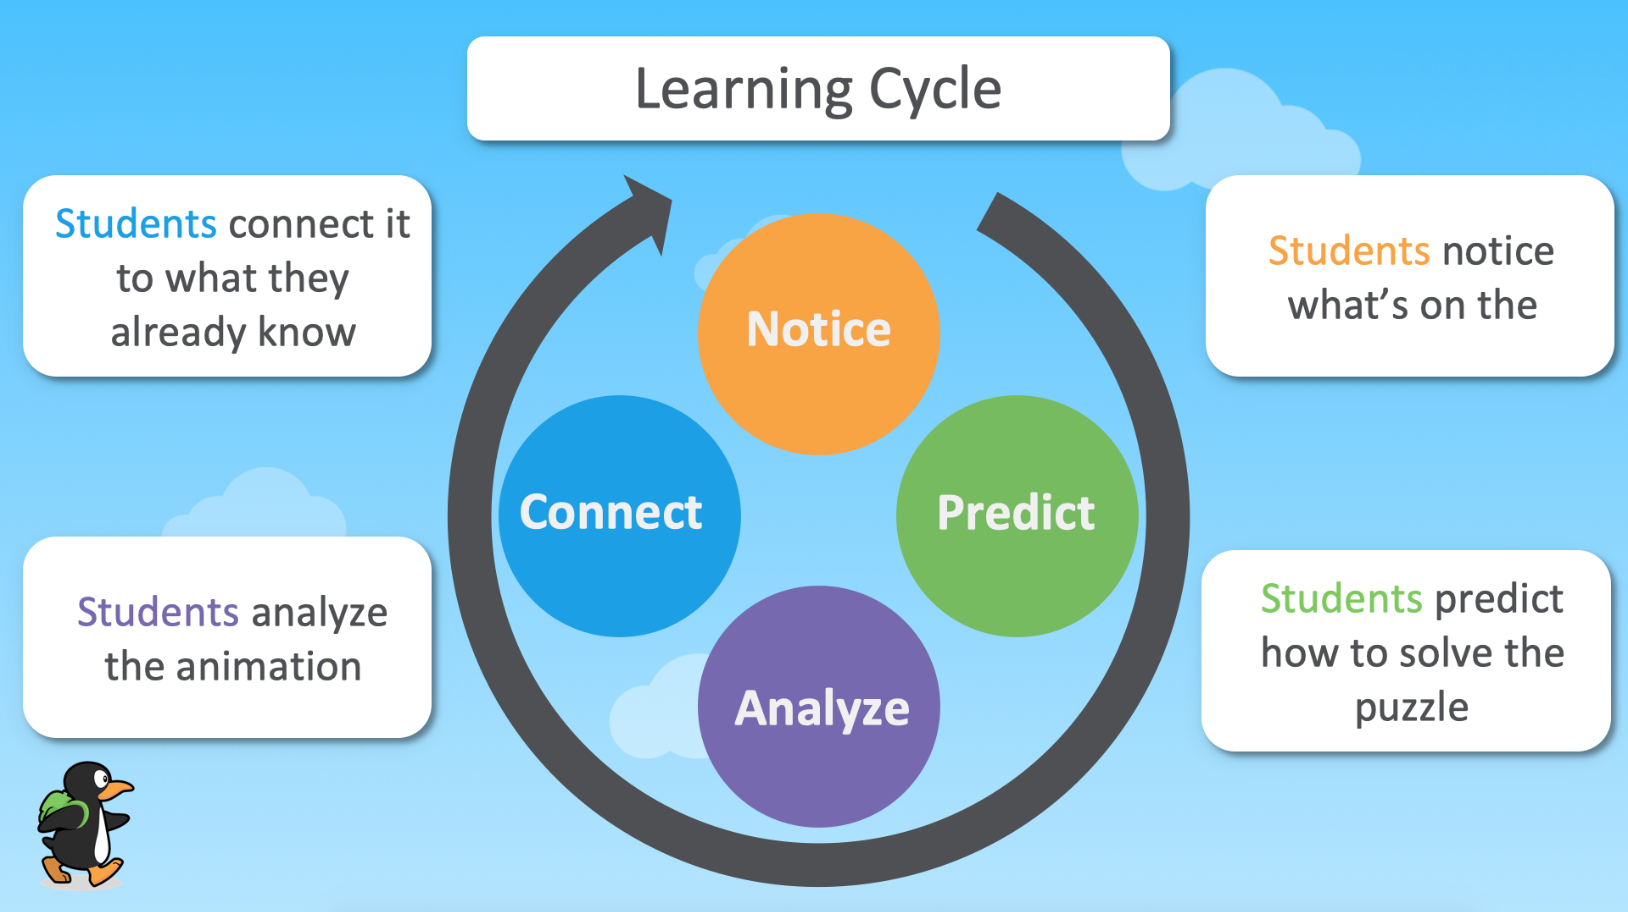 Learning Cycle
Students connect it
to what they
already know
Students notice
what’s on the
Notice
Connect
Predict
Analyze
Students analyze
the animation
Students predict
how to solve the
puzzle